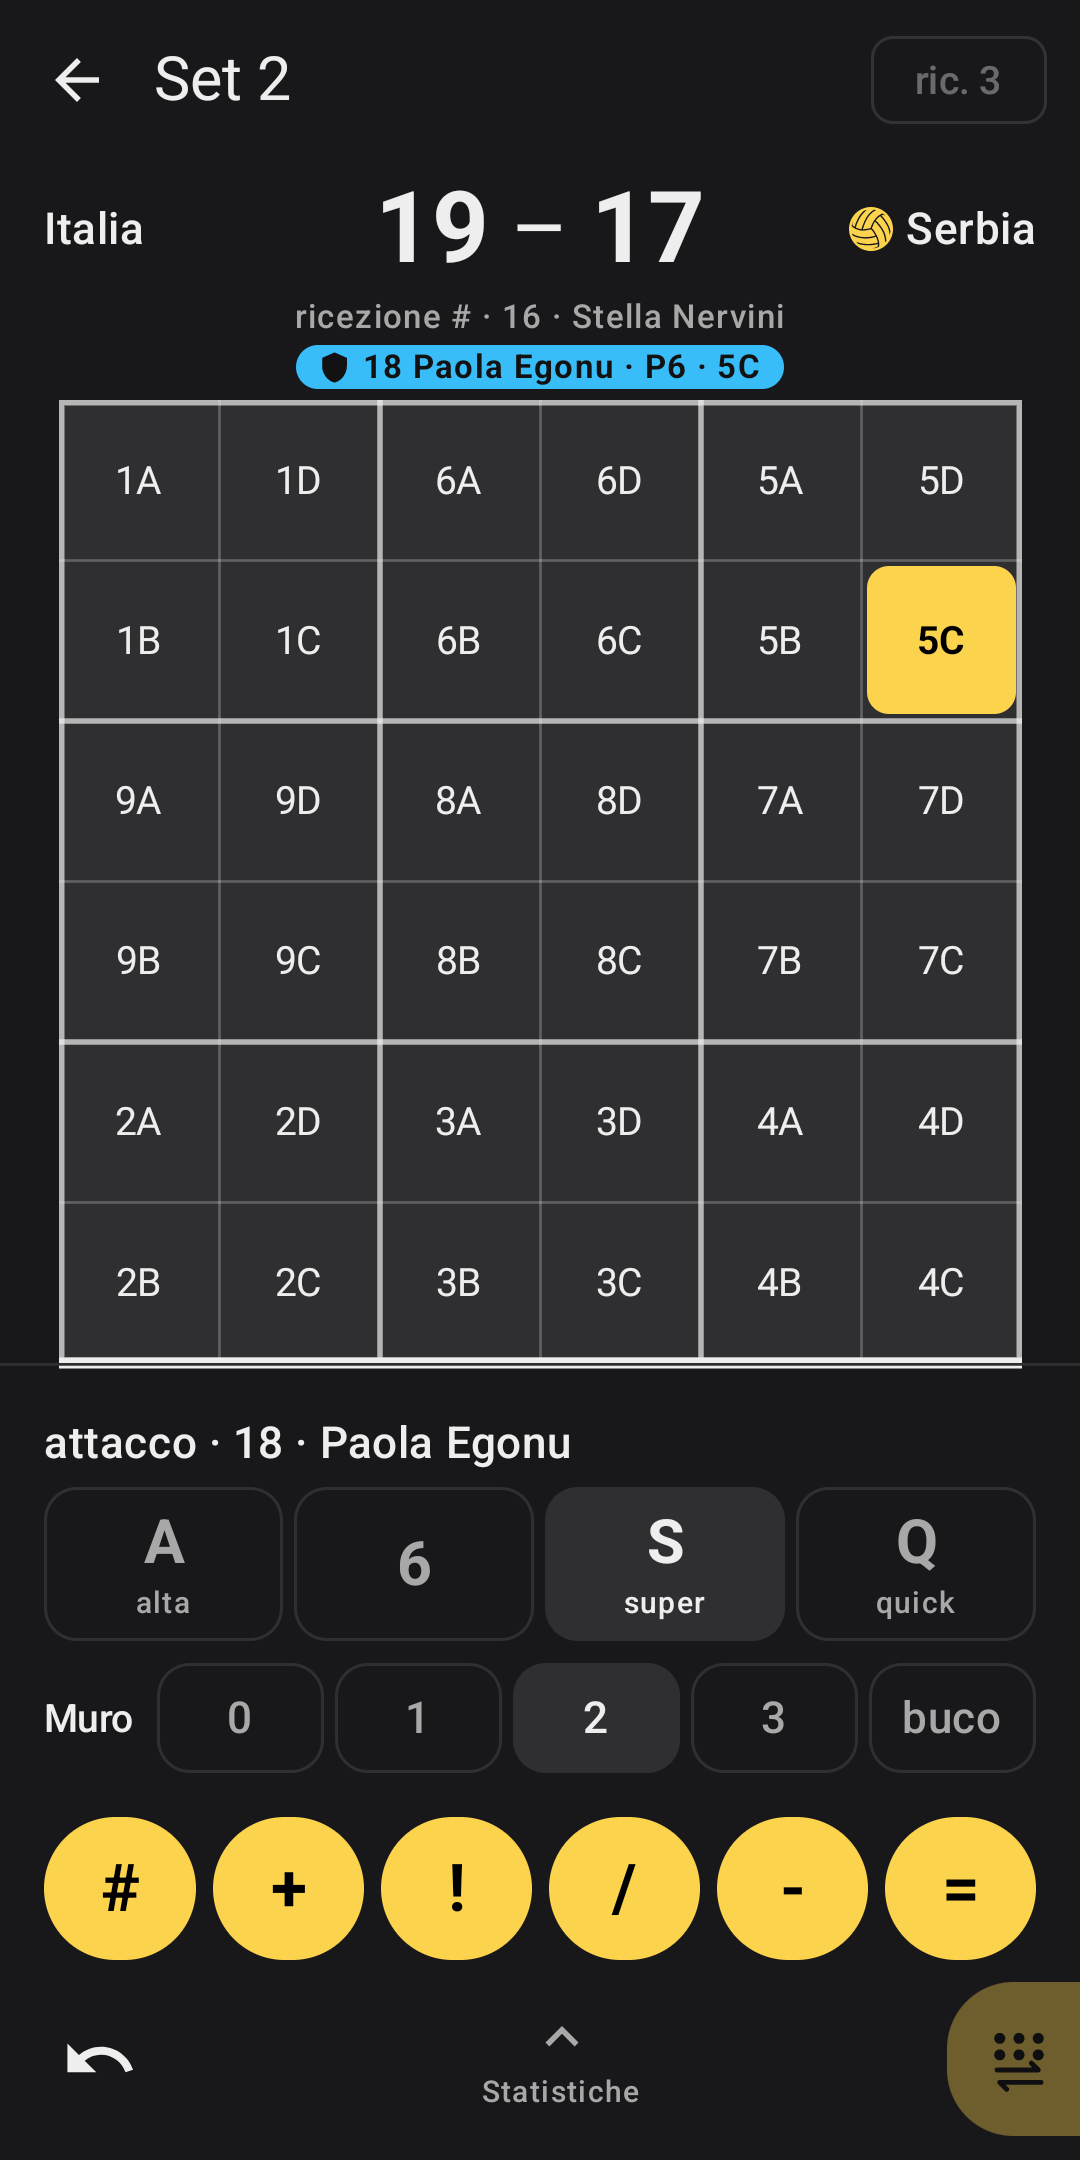 Set 2
ric. 3
Italia
19 – 17
Serbia
ricezione # · 16 · Stella Nervini
18 Paola Egonu · P6 · 5C
1A 1D 6A 6D 5A 5D
1B 1C 6B 6C 5B 5C
9A 9D 8A 8D 7A 7D
9B 9C 8B 8C 7B 7C
2A 2D 3A 3D 4A 4D
2B 2C 3B 3C 4B 4C
attacco · 18 · Paola Egonu
A 6 S Q
alta super quick
Muro 0 1 2 3 buco
# + ! / - =
Statistiche